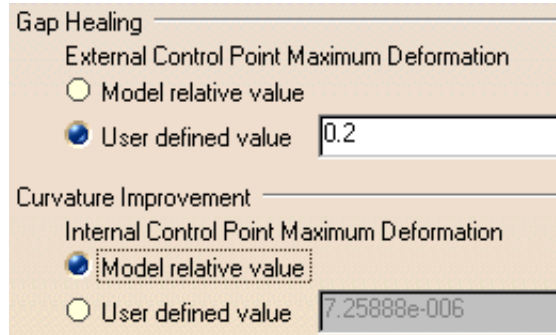 Gap Healing
External Control Point Maximum Deformation
Model relative value
User defined value 0.2
Curvature Improvement
Internal Control Point Maximum Deformation
Model relative value
User defined value 7.25888e-006